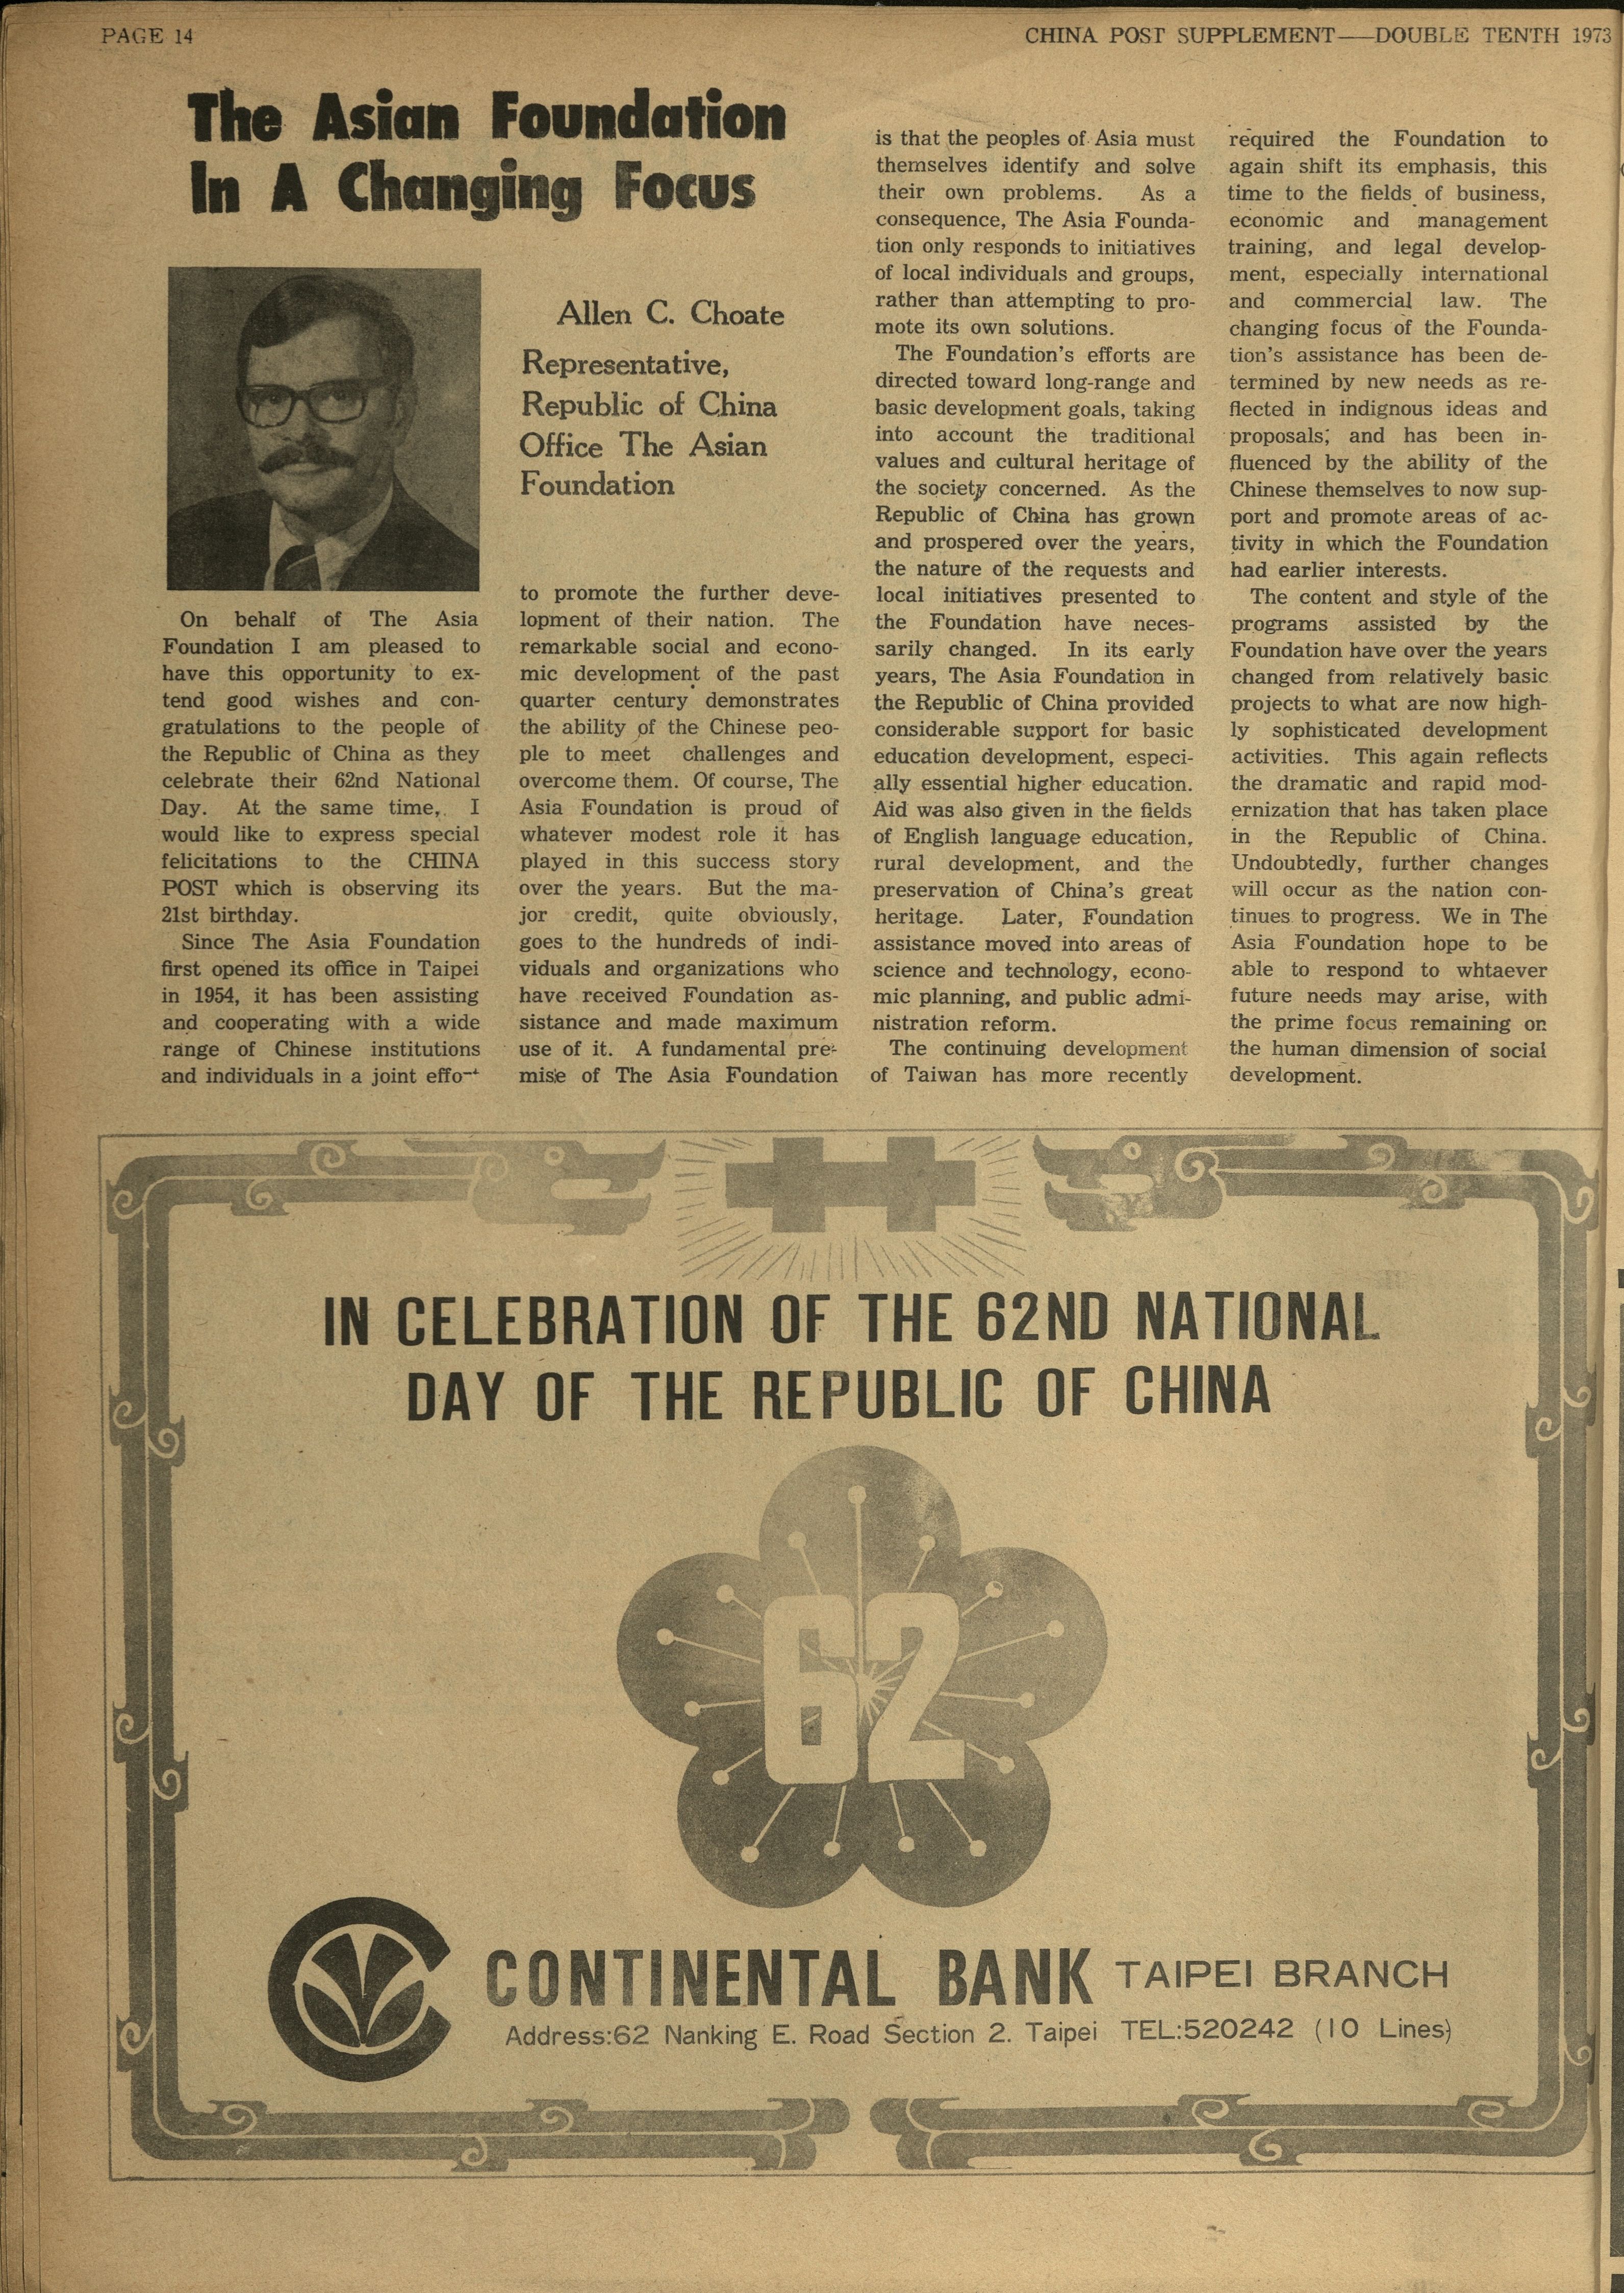 PAGE 14
CHINA POST SUPPLEMENT——DOUBLE TENTH 1973
The Asian Foundation
In A Changing Focus
Allen C. Choate
Representative,
Republic of China
Office The Asian
Foundation
On behalf of The Asia
Foundation I am pleased to
have this opportunity to ex-
tend good wishes and con-
gratulations to the people of
the Republic of China as they
celebrate their 62nd National
Day. At the same time, I
would like to express special
felicitations to the CHINA
POST which is observing its
21st birthday.
Since The Asia Foundation
first opened its office in Taipei
in 1954, it has been assisting
and cooperating with a wide
range of Chinese institutions
and individuals in a joint
to promote the further deve-
lopment of their nation. The
remarkable social and econo-
mic development of the past
quarter century demonstrates
the ability of the Chinese peo-
ple to meet challenges and
overcome them. Of course, The
Asia Foundation is proud of
whatever modest role it has
played in this success story
over the years. But the ma-
jor credit, quite obviously,
goes to the hundreds of indi-
viduals and organizations who
have received Foundation as-
sistance and made maximum
use of it. A fundamental pre-
mise of The Asia Foundation
is that the peoples of Asia must
themselves identify and solve
their own problems. As a
consequence, The Asia Founda-
tion only responds to initiatives
of local individuals and groups,
rather than attempting to pro-
mote its own solutions.
The Foundation's efforts are
directed toward long-range and
basic development goals, taking
into account the traditional
values and cultural heritage of
the society concerned. As the
Republic of China has grown
and prospered over the years,
the nature of the requests and
local initiatives presented to
the Foundation have neces-
sarily changed. In its early
years, The Asia Foundation in
the Republic of China provided
considerable support for basic
education development, especi-
ally essential higher education.
Aid was also given in the fields
of English language education,
rural development, and the
preservation of China's great
heritage. Later, Foundation
assistance moved into areas of
science and technology, econo-
mic planning, and public admi-
nistration reform.
The continuing development
of Taiwan has more recently
required the Foundation to
again shift its emphasis, this
time to the fields of business,
economic and management
training, and legal develop-
ment, especially international
and commercial law. The
changing focus of the Founda-
tion's assistance has been de-
termined by new needs as re-
flected in indignous ideas and
proposals; and has been in-
fluenced by the ability of the
Chinese themselves to now sup-
port and promote areas of ac-
tivity in which the Foundation
had earlier interests.
The content and style of the
programs assisted by the
Foundation have over the years
changed from relatively basic
projects to what are now high-
ly sophisticated development
activities. This again reflects
the dramatic and rapid mod-
ernization that has taken place
in the Republic of China.
Undoubtedly, further changes
will occur as the nation con-
tinues to progress. We in The
Asia Foundation hope to be
able to respond to whtaever
future needs may arise, with
the prime focus remaining on
the human dimension of social
development.
IN CELEBRATION OF THE 62ND NATIONAL
DAY OF THE REPUBLIC OF CHINA
62
CONTINENTAL BANK TAIPEI BRANCH
Address:62 Nanking E. Road Section 2. Taipei TEL:520242 (10 Lines)